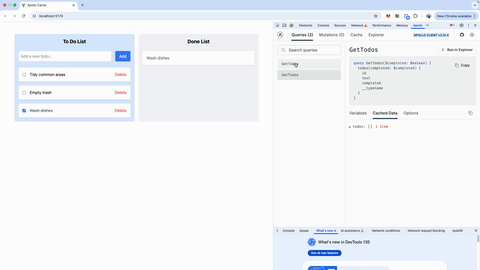 Apollo Cache
New Chrome available
localhost:5174
To Do List
Add a new todo...
Add
Tidy common areas
Delete
Empty trash
Delete
Wash dishes
Delete
Done List
Wash dishes
Elements
Console
Sources
Network
Performance
Memory
Apollo
Queries (2)
Mutations (0)
Cache
Explorer
Search queries
GetTodos
GetTodos
GetTodos
Run in Explorer
query GetTodos($completed: Boolean) {
todos(completed: $completed) {
id
text
completed
__typename
}
}
Copy
Variables
Cached Data
Options
todos: [] 1 item
Console
Issues
What's new
AI assistance
Network conditions
Network request blocking
Autofill
What's new in DevTools 135
See all new features